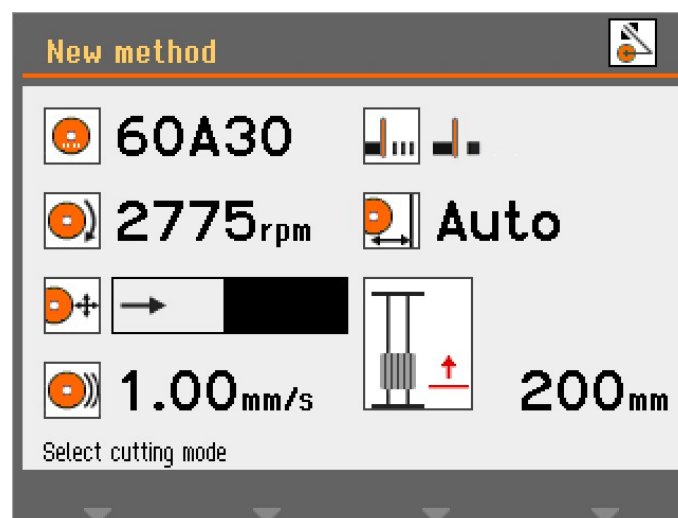 New method
60A30
2775rpm
Auto
1.00mm/s
200mm
Select cutting mode